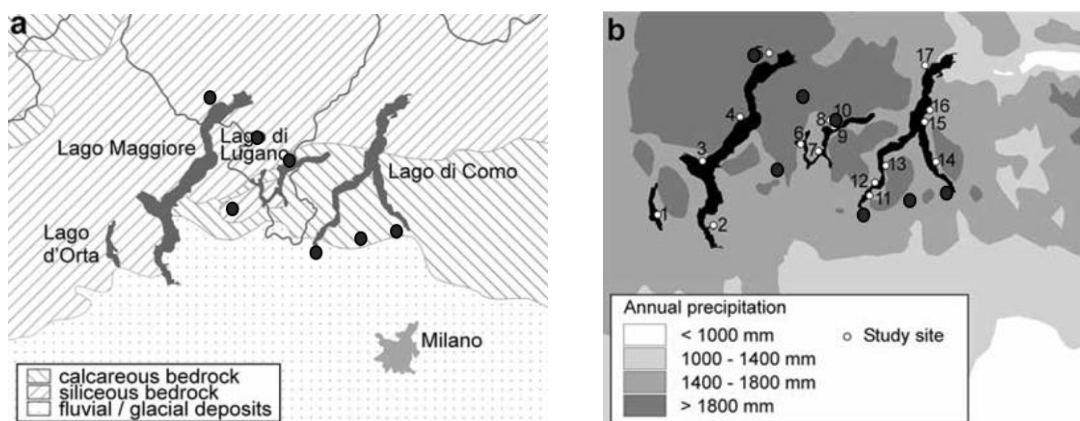 a
Lago Maggiore
Lago di
Lugano
Lago di Como
Lago
d'Orta
Milano
calcareous bedrock
siliceous bedrock
fluvial / glacial deposits
b
17
5
4
16
10
8
15
9
6
3
7
14
13
12
11
1
2
Annual precipitation
< 1000 mm
1000 - 1400 mm
Study site
1400 - 1800 mm
> 1800 mm